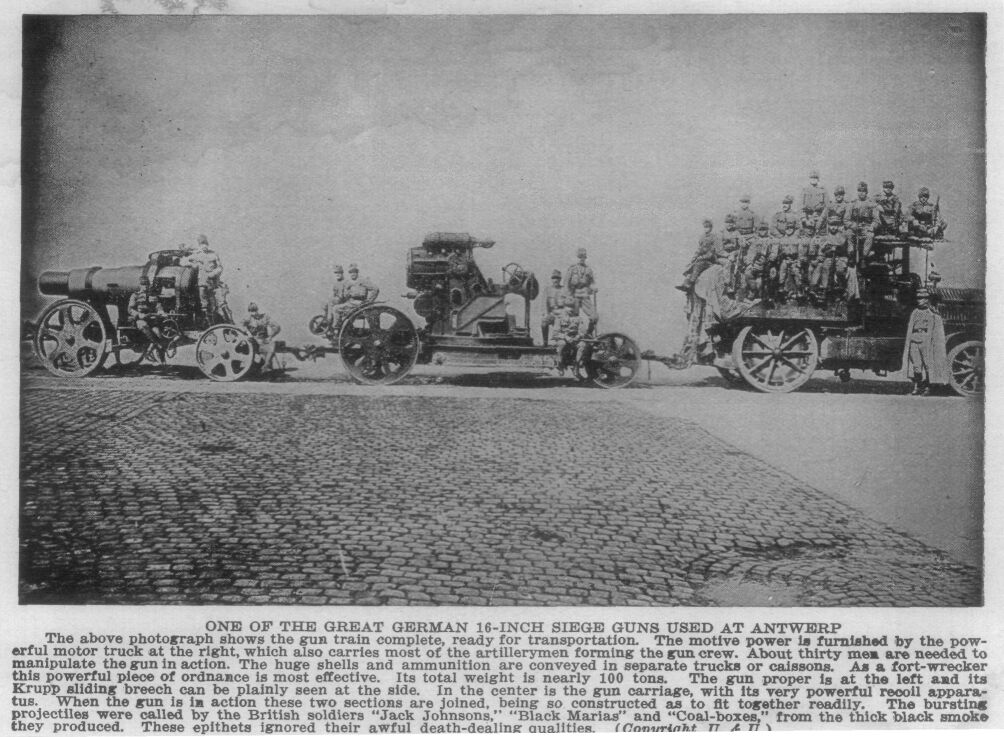 ONE OF THE GREAT GERMAN 16-INCH SIEGE GUNS USED AT ANTWERP
The above photograph shows the gun train complete, ready for transportation. The motive power is furnished by the pow-
erful motor truck at the right, which also carries most of the artillerymen forming the gun crew. About thirty men are needed to
manipulate the gun in action. The huge shells and ammunition are conveyed in separate trucks or caissons. As a fort-wrecker
this powerful piece of ordnance is most effective. Its total weight is nearly 100 tons. The gun proper is at the left and its
Krupp sliding breech can be plainly seen at the side. In the center is the gun carriage, with its very powerful recoil appara-
tus. When the gun is in action these two sections are joined, being so constructed as to fit together readily. The bursting
projectiles were called by the British soldiers "Jack Johnsons," "Black Marias" and "Coal-boxes," from the thick black smoke
they produced. These epithets ignored their awful death-dealing qualities. (Copyright U & U)